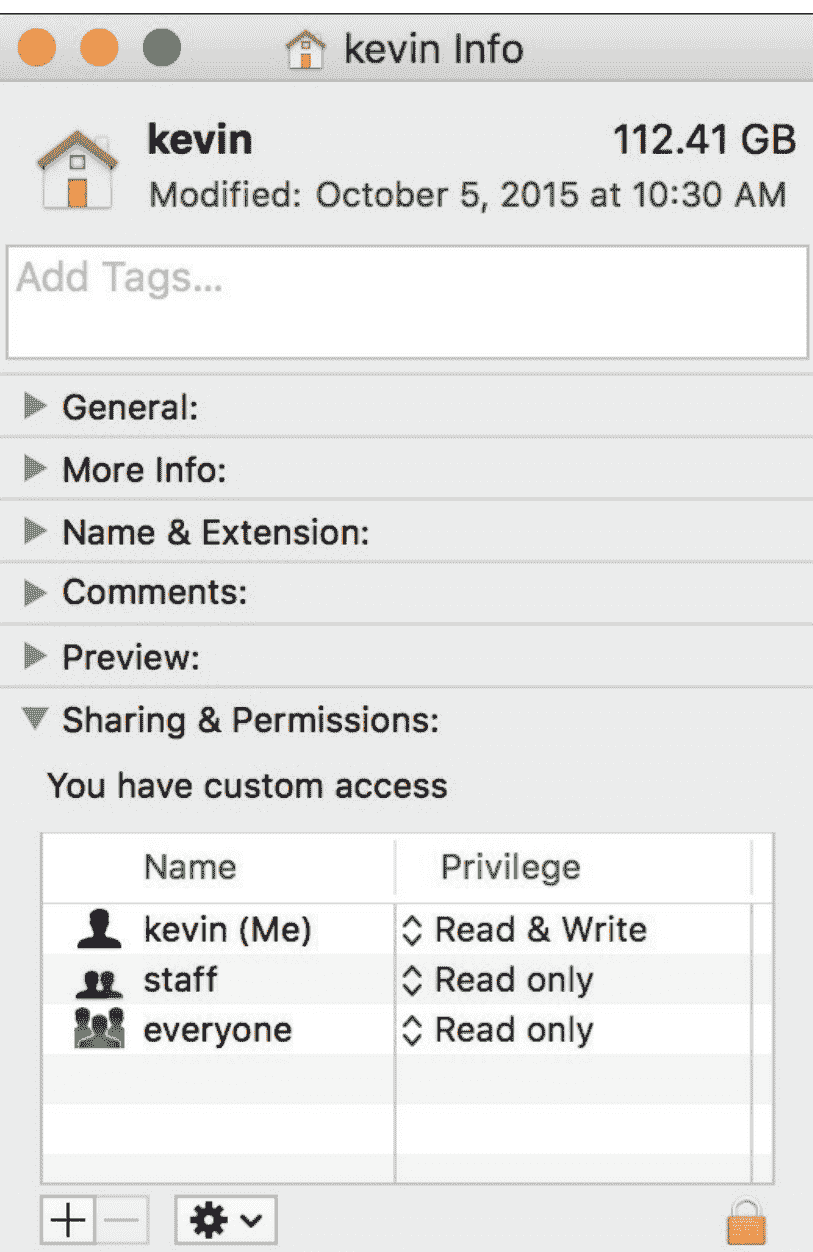 kevin Info
kevin 112.41 GB
Modified: October 5, 2015 at 10:30 AM
Add Tags...
General:
More Info:
Name & Extension:
Comments:
Preview:
Sharing & Permissions:
You have custom access
Name Privilege
kevin (Me) Read & Write
staff Read only
everyone Read only